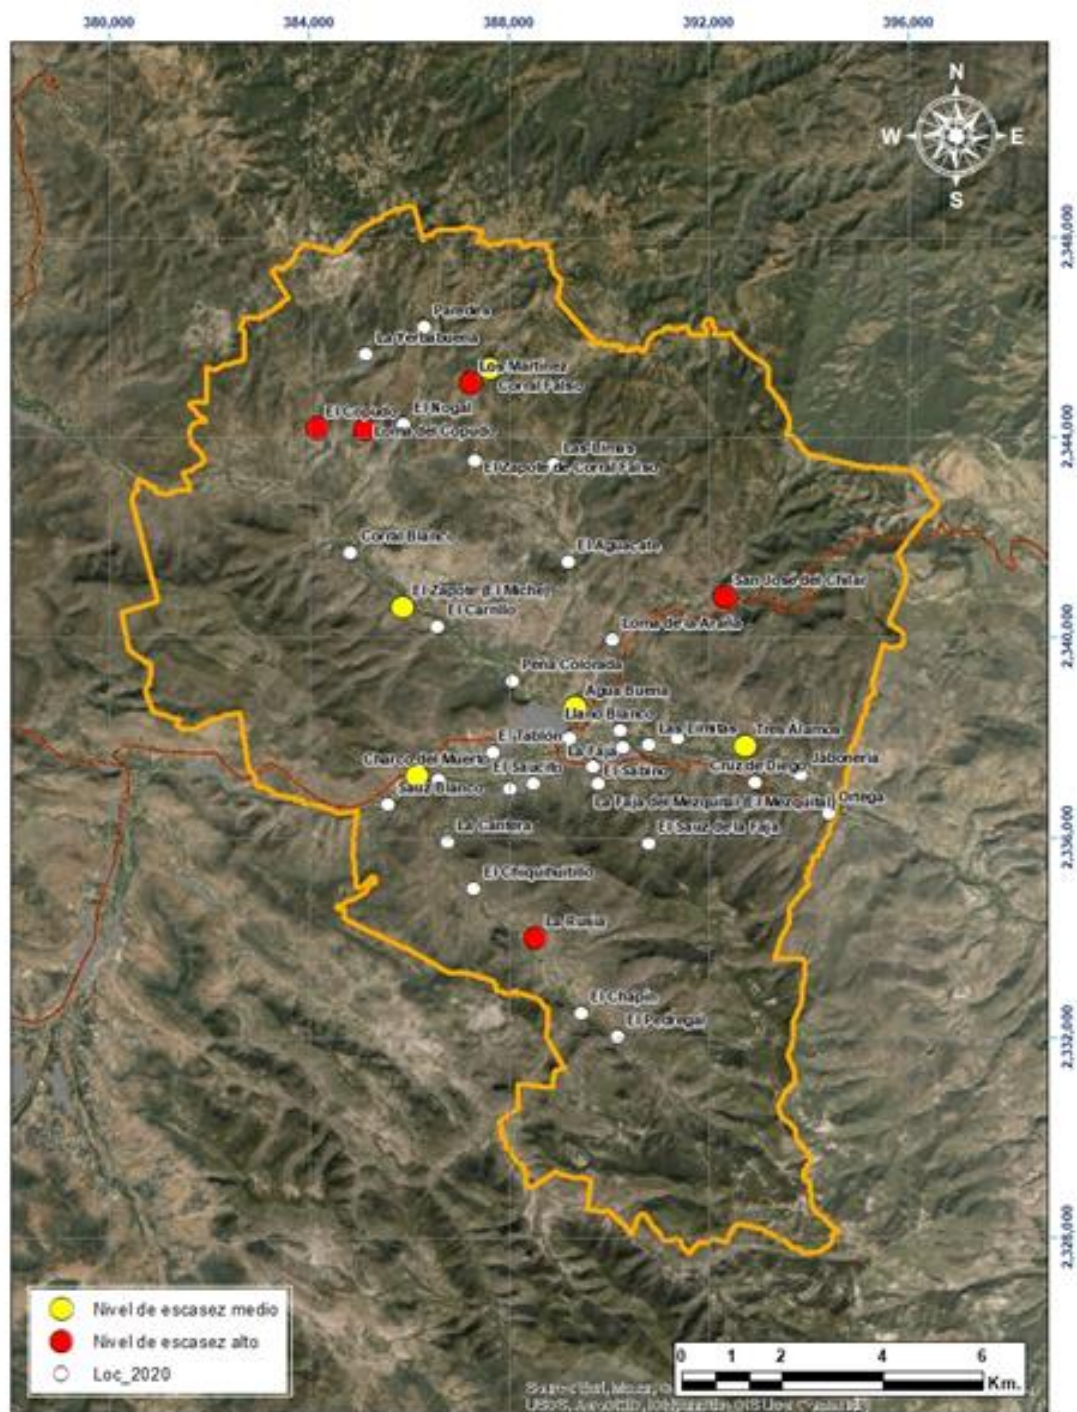 380,000 384,000 388,000 392,000 396,000
N
W E
S
2,348,000
Paredes
La Yerbabuena
Los Martínez
Corral Falso
El Copudo El Nogal
Loma del Copudo
2,344,000
Las Limas
El Zapote de Corral Falso
Corral Blanco
El Aguacate
San José del Chilar
El Zapote (El Miche)
El Carrilo
Loma de la Araña
2,340,000
Peña Colorada
Agua Buena
Llano Blanco
El Tablón Las Limitas Tres Álamos
Charco del Muerto La Faja
El Saucito El Sabino Cruz de Diego Jabonería
Sauz Blanco
La Faja del Mezquital (El Mezquital) Ortega
La Cantera El Sauz de la Faja
2,336,000
El Chiquihuitillo
La Rusia
El Chapín
El Pedregal
2,332,000
2,328,000
Nivel de escasez medio
Nivel de escasez alto
Loc_2020
0 1 2 4 6
Km.